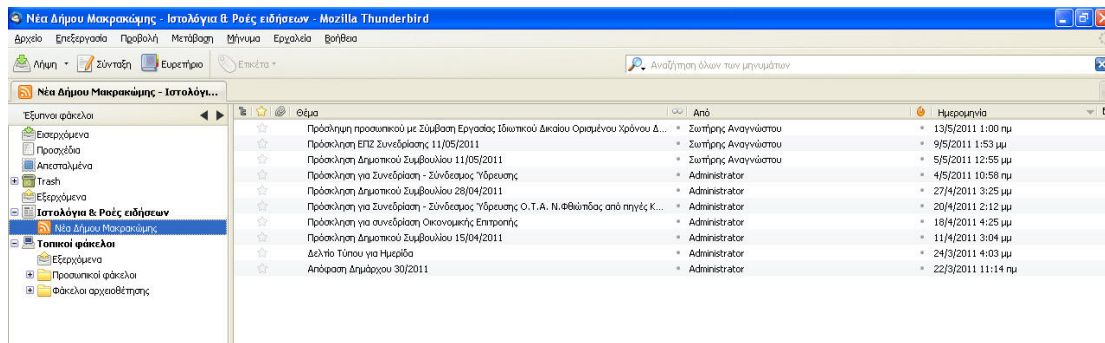 Νέα Δήμου Μακρακώμης - Ιστολόγια & Ροές ειδήσεων - Mozilla Thunderbird
Αρχείο Επεξεργασία Προβολή Μετάβαση Μήνυμα Εργαλεία Βοήθεια
Λήψη Σύνταξη Ευρετήριο Ετικέτα Αναζήτηση όλων των μηνυμάτων
Νέα Δήμου Μακρακώμης - Ιστολόγι...
Έξυπνοι φάκελοι
Εισερχόμενα
Προσχέδια
Απεσταλμένα
Trash
Εξερχόμενα
Ιστολόγια & Ροές ειδήσεων
Νέα Δήμου Μακρακώμης
Τοπικοί φάκελοι
Εξερχόμενα
Προσωπικοί φάκελοι
Φάκελοι αρχειοθέτησης
Θέμα Από Ημερομηνία
Πρόσληψη προσωπικού με Σύμβαση Εργασίας Ιδιωτικού Δικαίου Ορισμένου Χρόνου Δ... Σωτήρης Αναγνώστου 13/5/2011 1:00 πμ
Πρόσκληση ΕΠΖ Συνεδρίασης 11/05/2011 Σωτήρης Αναγνώστου 9/5/2011 1:53 μμ
Πρόσκληση Δημοτικού Συμβουλίου 11/05/2011 Σωτήρης Αναγνώστου 5/5/2011 12:55 μμ
Πρόσκληση για Συνεδρίαση - Σύνδεσμος Ύδρευσης Administrator 4/5/2011 10:58 πμ
Πρόσκληση Δημοτικού Συμβουλίου 28/04/2011 Administrator 27/4/2011 3:25 μμ
Πρόσκληση για Συνεδρίαση - Σύνδεσμος Ύδρευσης Ο.Τ.Α. Ν.Φθιώτιδας από πηγές Κ... Administrator 20/4/2011 2:12 μμ
Πρόσκληση για συνεδρίαση Οικονομικής Επιτροπής Administrator 18/4/2011 4:25 μμ
Πρόσκληση Δημοτικού Συμβουλίου 15/04/2011 Administrator 11/4/2011 3:04 μμ
Δελτίο Τύπου για Ημερίδα Administrator 24/3/2011 4:03 μμ
Απόφαση Δημάρχου 30/2011 Administrator 22/3/2011 11:14 πμ